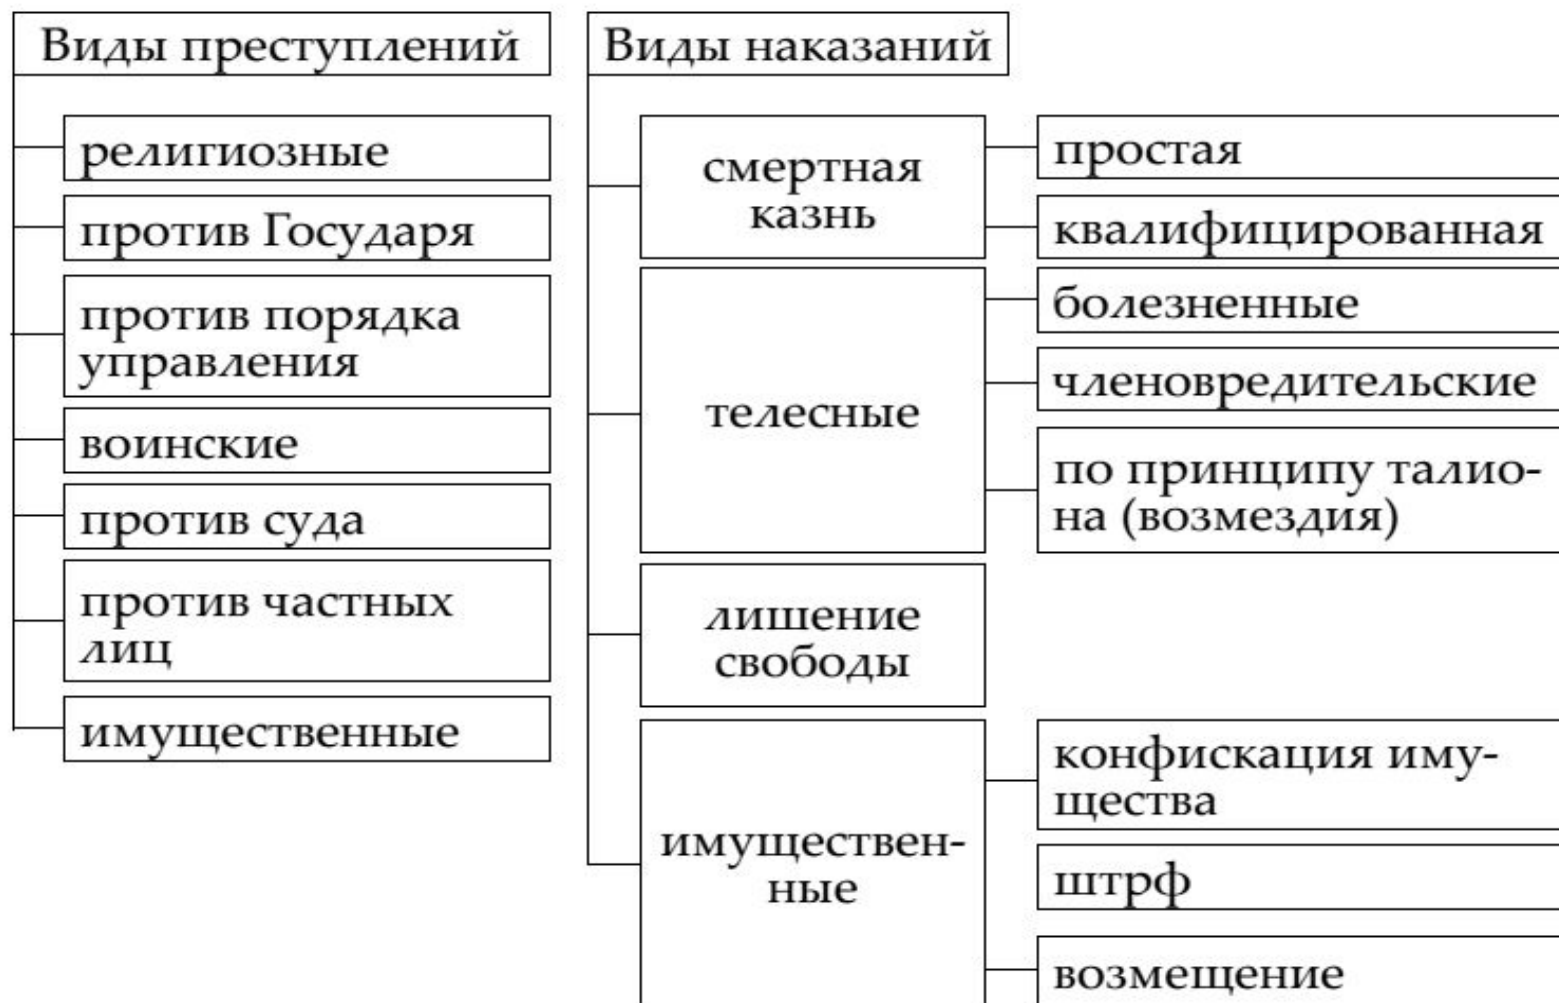 Виды преступлений
религиозные
против Государя
против порядка
управления
воинские
против суда
против частных
лиц
имущественные
Виды наказаний
смертная
казнь
простая
квалифицированная
телесные
болезненные
членовредительские
по принципу талио-
на (возмездия)
лишение
свободы
имуществен-
ные
конфискация иму-
щества
штрф
возмещение